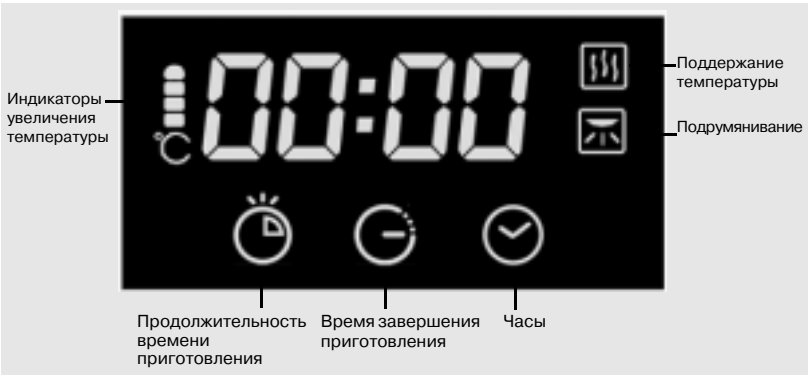 00:00
°C
Индикаторы
увеличения
температуры
Поддержание
температуры
Подрумянивание
Продолжительность
времени
приготовления
Время завершения
приготовления
Часы